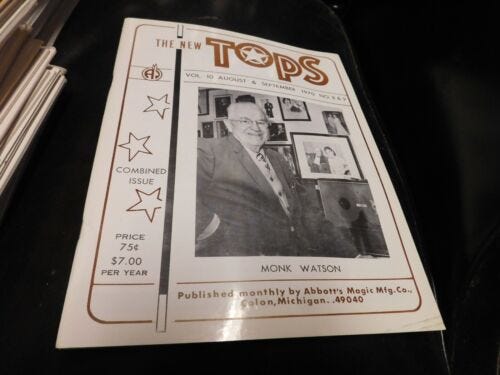 THE NEW TOPS
VOL. 10 AUGUST & SEPTEMBER 1970 NO. 8 & 9
COMBINED
ISSUE
PRICE
75¢
$7.00
PER YEAR
MONK WATSON
Published monthly by Abbott's Magic Mfg. Co.,
Colon, Michigan..49040